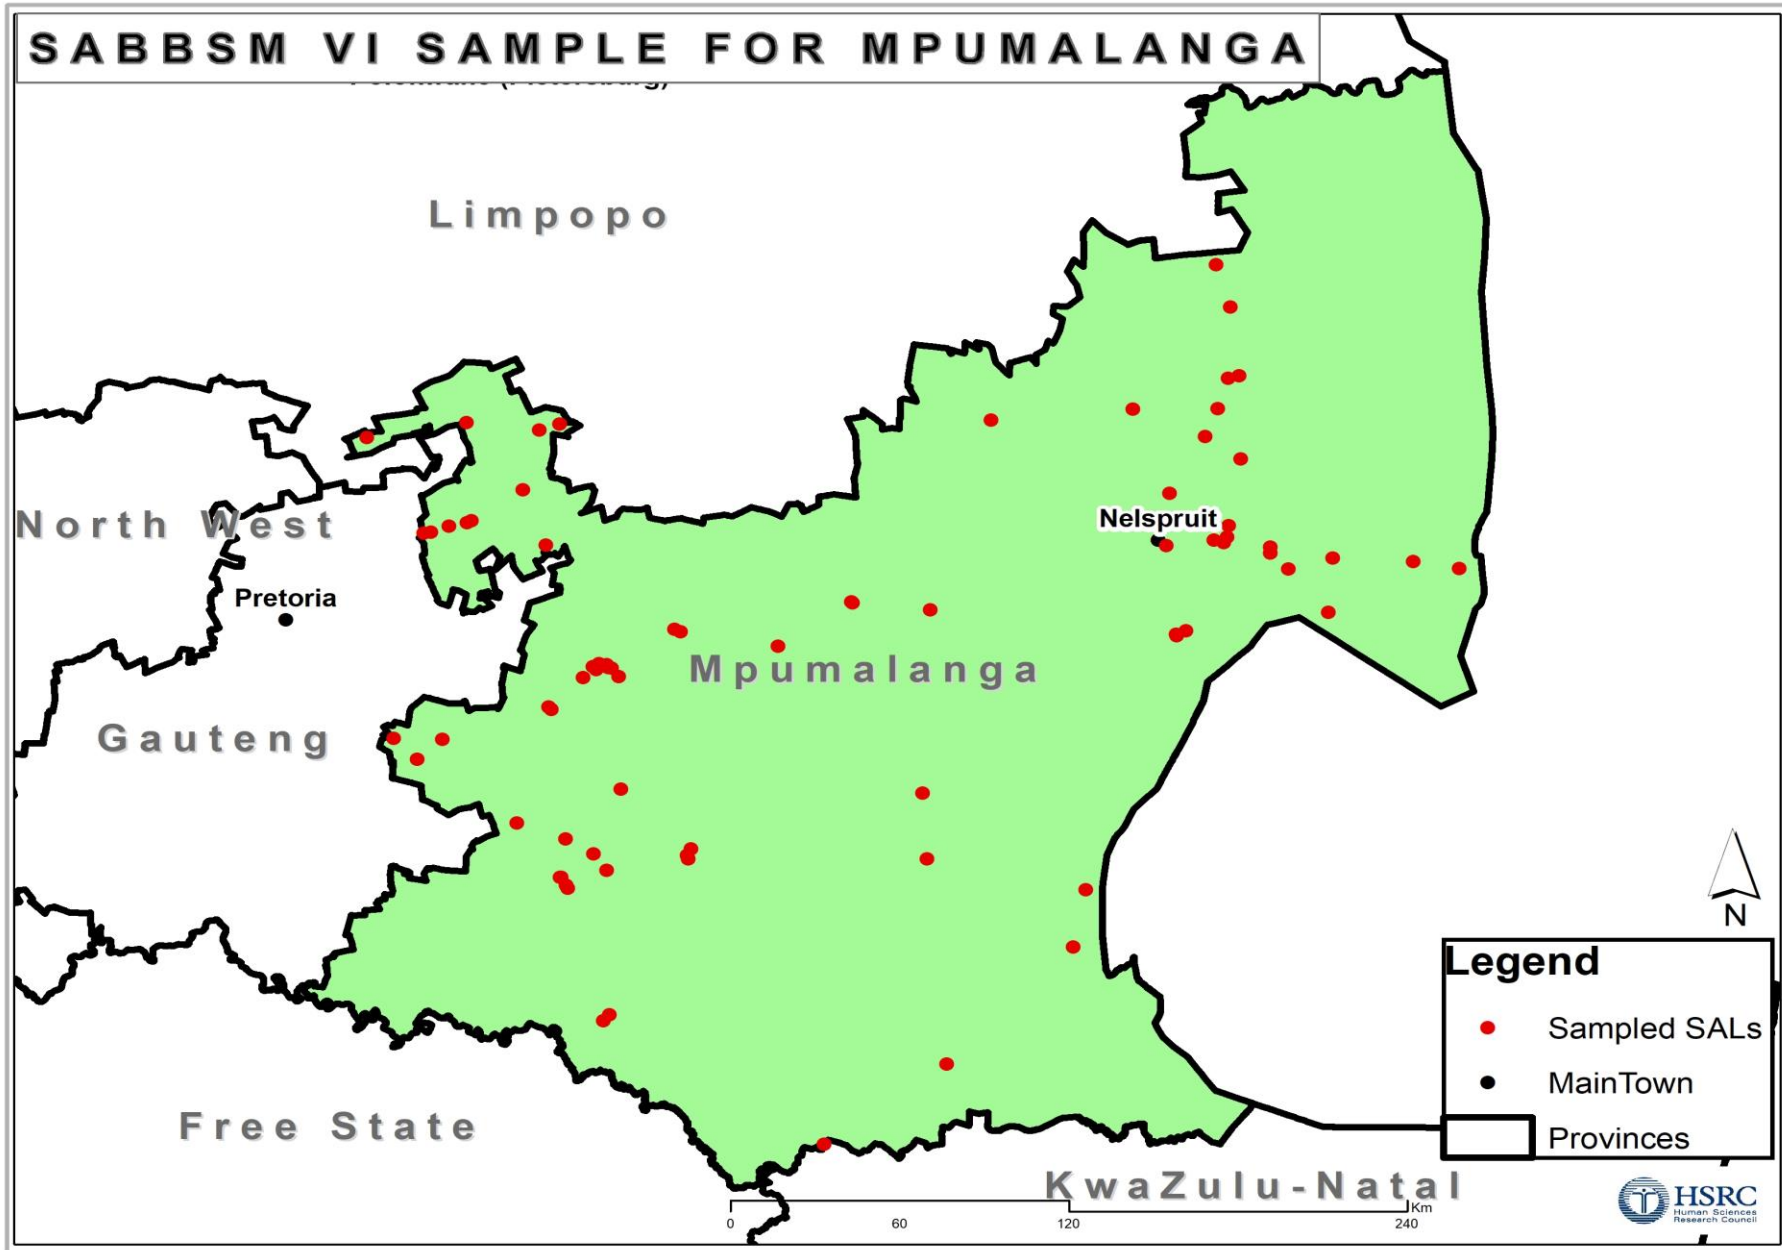 SABBSM VI SAMPLE FOR MPUMALANGA
Limpopo
North West
Nelspruit
Pretoria
Mpumalanga
Gauteng
N
Legend
Sampled SALs
MainTown
Provinces
Free State
KwaZulu-Natal
Km
0 60 120 240
HSRC
Human Sciences
Research Council